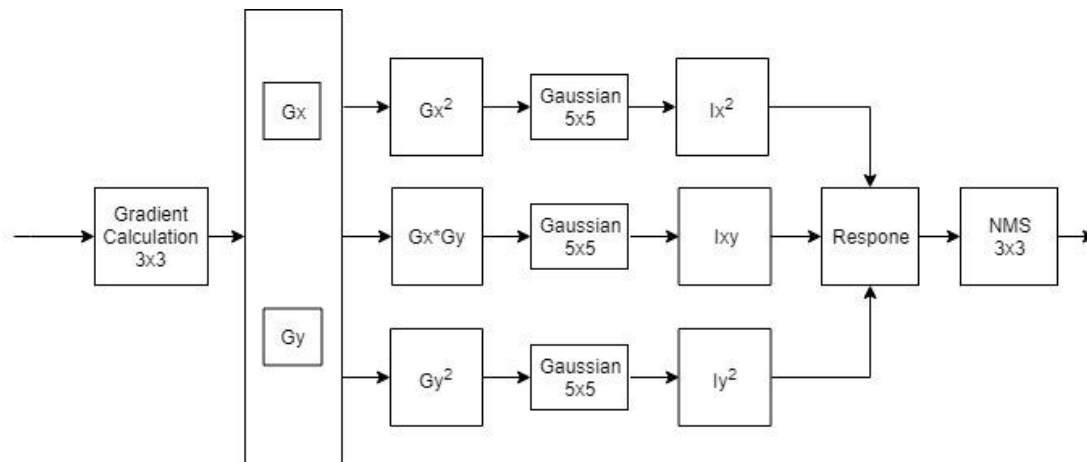 Gradient
Calculation
3x3
Gx
Gy
Gx²
Gaussian
5x5
Ix²
Gx*Gy
Gaussian
5x5
Ixy
Gy²
Gaussian
5x5
Iy²
Respone
NMS
3x3